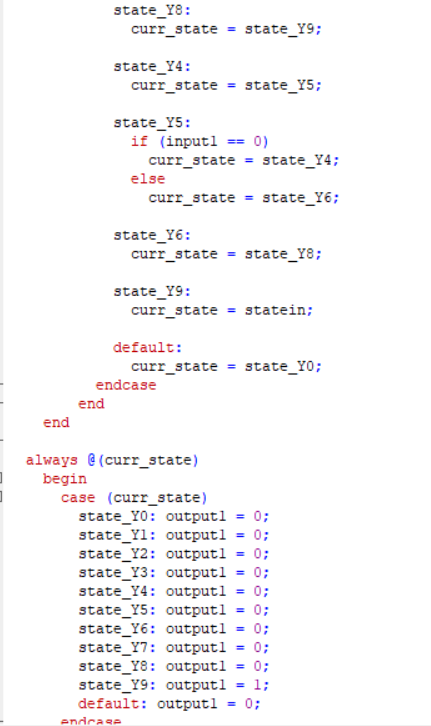 state_Y8:
curr_state = state_Y9;
state_Y4:
curr_state = state_Y5;
state_Y5:
if (input1 == 0)
curr_state = state_Y4;
else
curr_state = state_Y6;
state_Y6:
curr_state = state_Y8;
state_Y9:
curr_state = statein;
default:
curr_state = state_Y0;
endcase
end
end
always @(curr_state)
begin
case (curr_state)
state_Y0: output1 = 0;
state_Y1: output1 = 0;
state_Y2: output1 = 0;
state_Y3: output1 = 0;
state_Y4: output1 = 0;
state_Y5: output1 = 0;
state_Y6: output1 = 0;
state_Y7: output1 = 0;
state_Y8: output1 = 0;
state_Y9: output1 = 1;
default: output1 = 0;
endcase